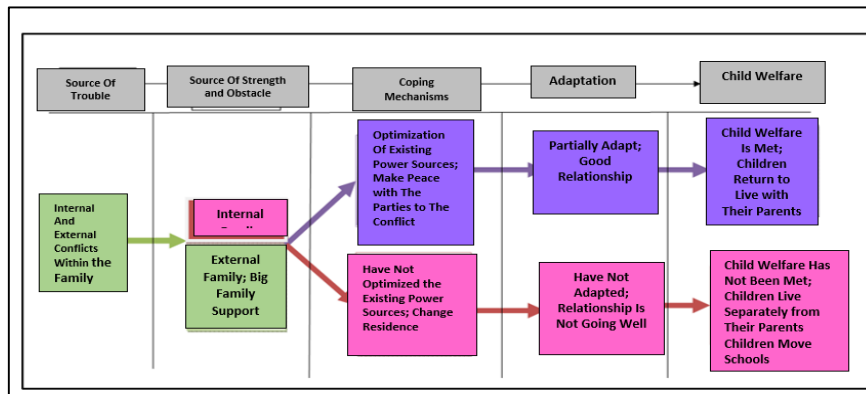 Source Of
Trouble
Source Of Strength
and Obstacle
Coping
Mechanisms
Adaptation
Child Welfare
Internal
And
External
Conflicts
Within the
Family
Internal
External
Family; Big
Family
Support
Optimization
Of Existing
Power Sources;
Make Peace
with The
Parties to The
Conflict
Partially Adapt;
Good
Relationship
Child Welfare
Is Met;
Children
Return to
Live with
Their Parents
Have Not
Optimized the
Existing Power
Sources; Change
Residence
Have Not
Adapted;
Relationship Is
Not Going Well
Child Welfare Has
Not Been Met;
Children Live
Separately from
Their Parents
Children Move
Schools